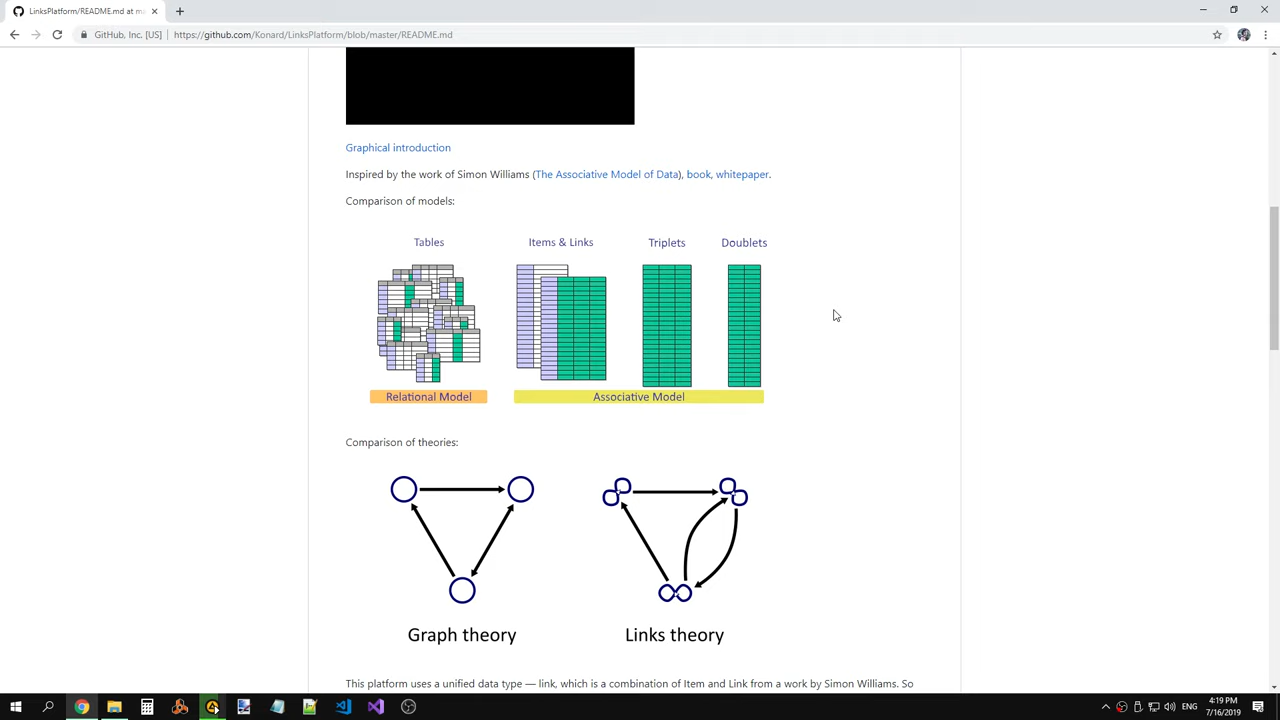 LinksPlatform/README.md at ma
GitHub, Inc. [US] https://github.com/Konard/LinksPlatform/blob/master/README.md
Graphical introduction
Inspired by the work of Simon Williams (The Associative Model of Data), book, whitepaper.
Comparison of models:
Tables Items & Links Triplets Doublets
Relational Model Associative Model
Comparison of theories:
Graph theory Links theory
This platform uses a unified data type — link, which is a combination of Item and Link from a work by Simon Williams. So
ENG
4:19 PM
7/16/2019